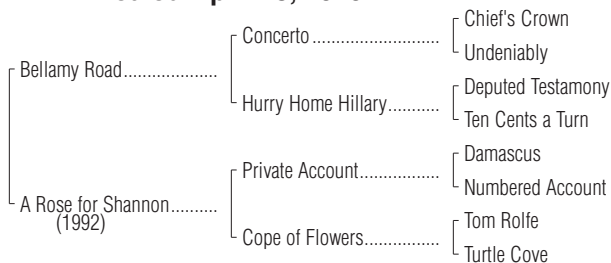 Concerto ........................... Chief's Crown
Undeniably
Bellamy Road....................
Hurry Home Hillary........... Deputed Testamony
Ten Cents a Turn
Private Account................. Damascus
Numbered Account
A Rose for Shannon..........
(1992)
Cope of Flowers................ Tom Rolfe
Turtle Cove